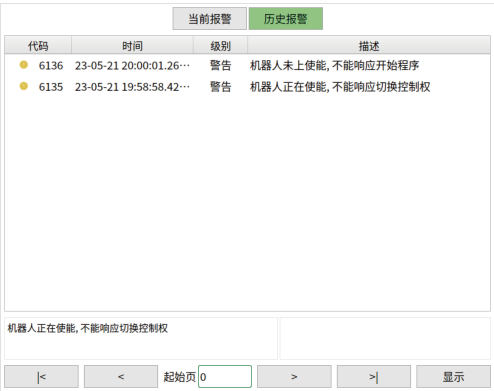 当前报警 历史报警
代码 时间 级别 描述
6136 23-05-21 20:00:01.26… 警告 机器人未上使能, 不能响应开始程序
6135 23-05-21 19:58:58.42… 警告 机器人正在使能, 不能响应切换控制权
机器人正在使能, 不能响应切换控制权
|< < 起始页 0 > >| 显示